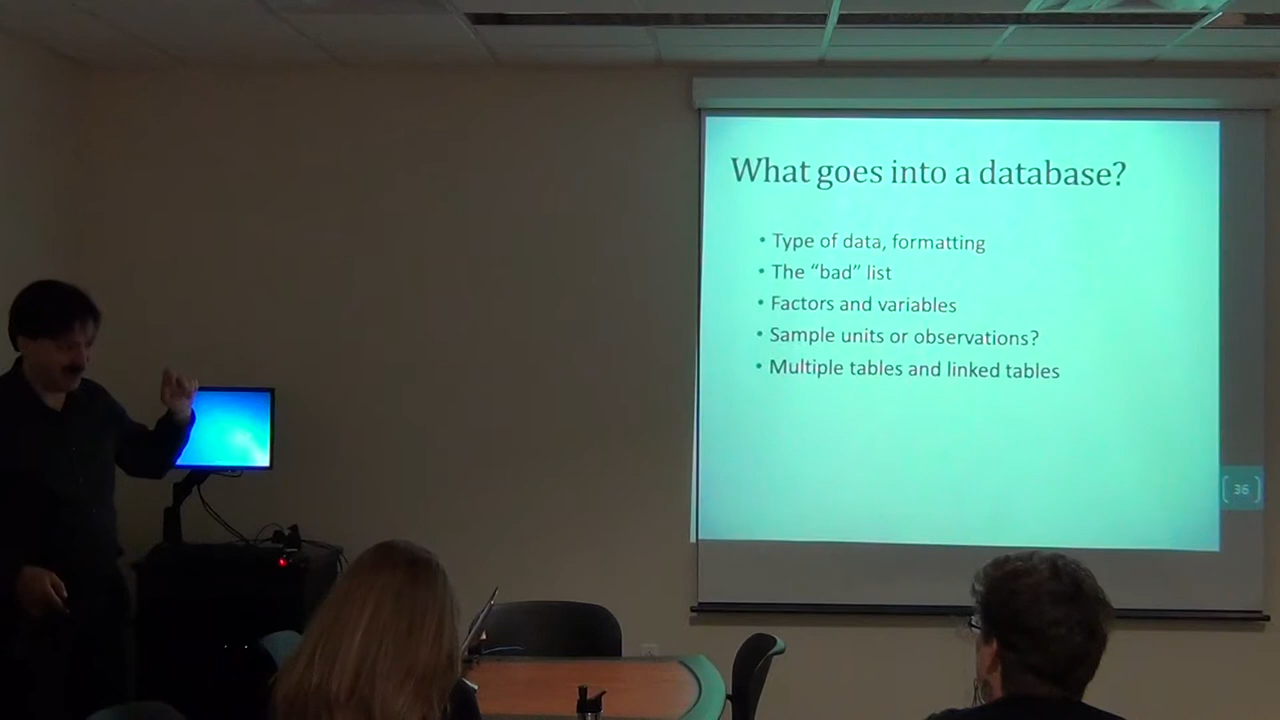 What goes into a database?
• Type of data, formatting
• The “bad” list
• Factors and variables
• Sample units or observations?
• Multiple tables and linked tables
36